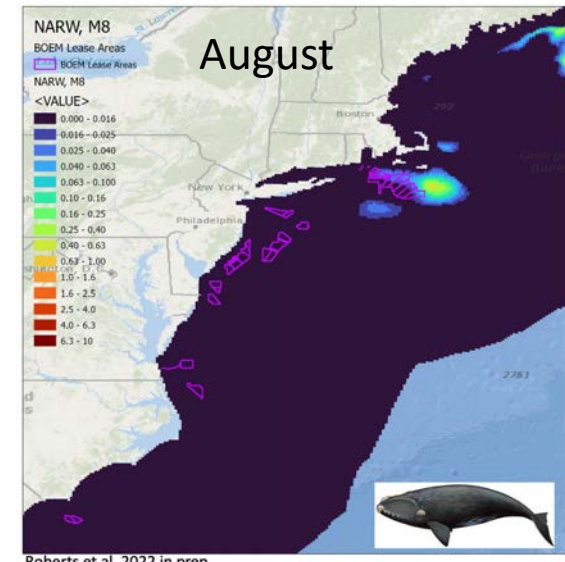 August
NARW, M8
BOEM Lease Areas
BOEM Lease Areas
NARW, M8
<VALUE>
0.000 - 0.016
0.016 - 0.025
0.025 - 0.040
0.040 - 0.063
0.063 - 0.100
0.10 - 0.16
0.16 - 0.25
0.25 - 0.40
0.40 - 0.63
0.63 - 1.00
1.0 - 1.6
1.6 - 2.5
2.5 - 4.0
4.0 - 6.3
6.3 - 10
Boston
New York
Philadelphia
2781
Roberts et al. 2022 in prep